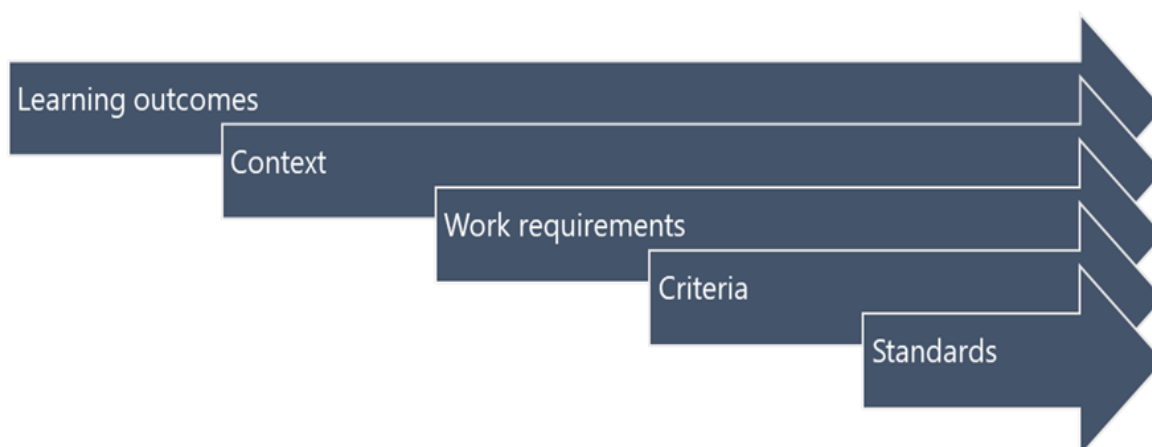 Learning outcomes
Context
Work requirements
Criteria
Standards